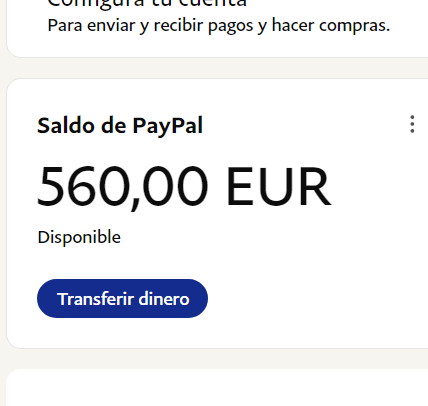 Configura tu cuenta
Para enviar y recibir pagos y hacer compras.
Saldo de PayPal
560,00 EUR
Disponible
Transferir dinero